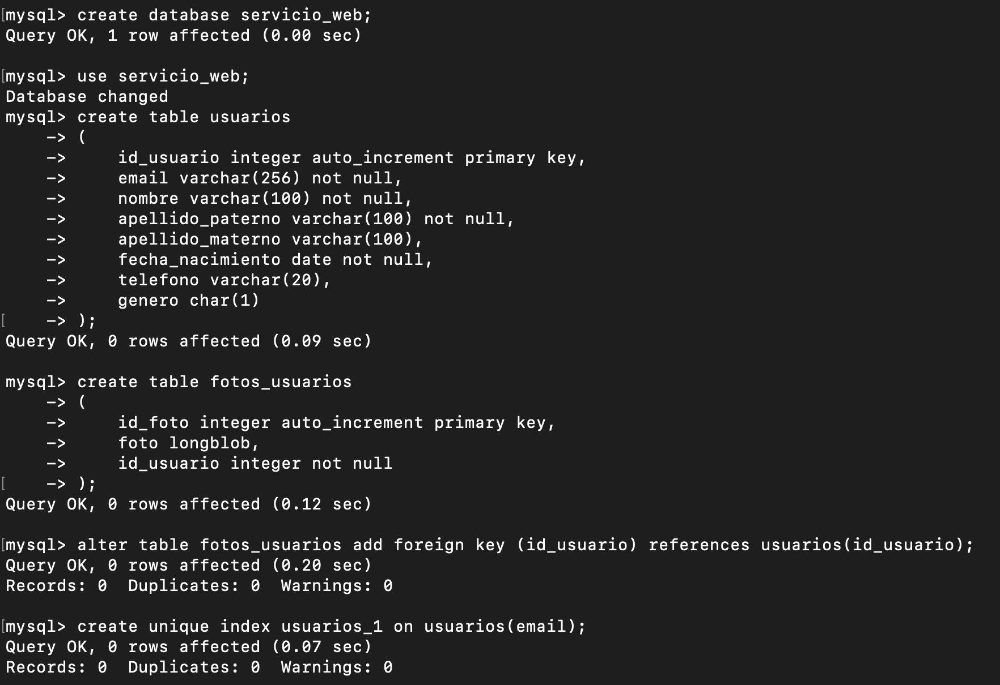 [mysql> create database servicio_web;
Query OK, 1 row affected (0.00 sec)

[mysql> use servicio_web;
Database changed
mysql> create table usuarios
    -> (
    ->     id_usuario integer auto_increment primary key,
    ->     email varchar(256) not null,
    ->     nombre varchar(100) not null,
    ->     apellido_paterno varchar(100) not null,
    ->     apellido_materno varchar(100),
    ->     fecha_nacimiento date not null,
    ->     telefono varchar(20),
    ->     genero char(1)
[    -> );
Query OK, 0 rows affected (0.09 sec)

mysql> create table fotos_usuarios
    -> (
    ->     id_foto integer auto_increment primary key,
    ->     foto longblob,
    ->     id_usuario integer not null
[    -> );
Query OK, 0 rows affected (0.12 sec)

[mysql> alter table fotos_usuarios add foreign key (id_usuario) references usuarios(id_usuario);
Query OK, 0 rows affected (0.20 sec)
Records: 0  Duplicates: 0  Warnings: 0

[mysql> create unique index usuarios_1 on usuarios(email);
Query OK, 0 rows affected (0.07 sec)
Records: 0  Duplicates: 0  Warnings: 0